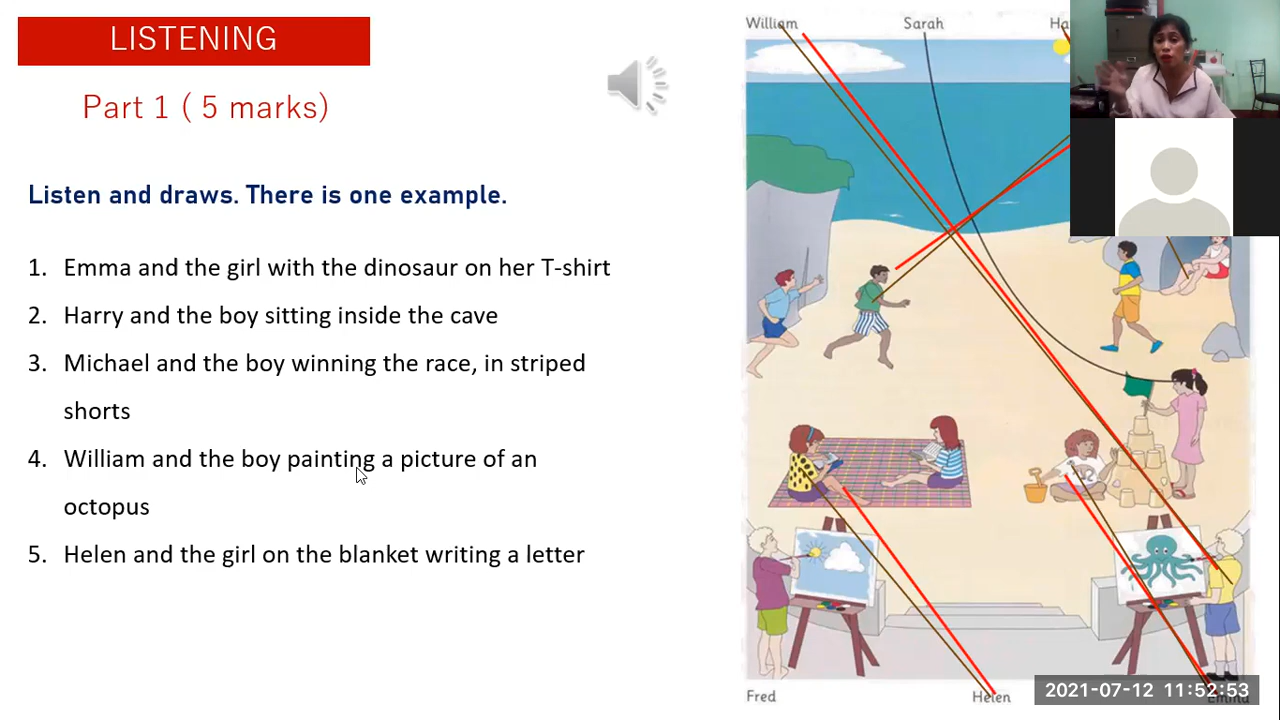 LISTENING
Part 1 ( 5 marks)
Listen and draws. There is one example.
1. Emma and the girl with the dinosaur on her T-shirt
2. Harry and the boy sitting inside the cave
3. Michael and the boy winning the race, in striped
shorts
4. William and the boy painting a picture of an
octopus
5. Helen and the girl on the blanket writing a letter
William Sarah Ha
Fred Helen
2021-07-12 11:52:53